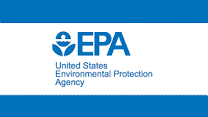 EPA
United States
Environmental Protection
Agency